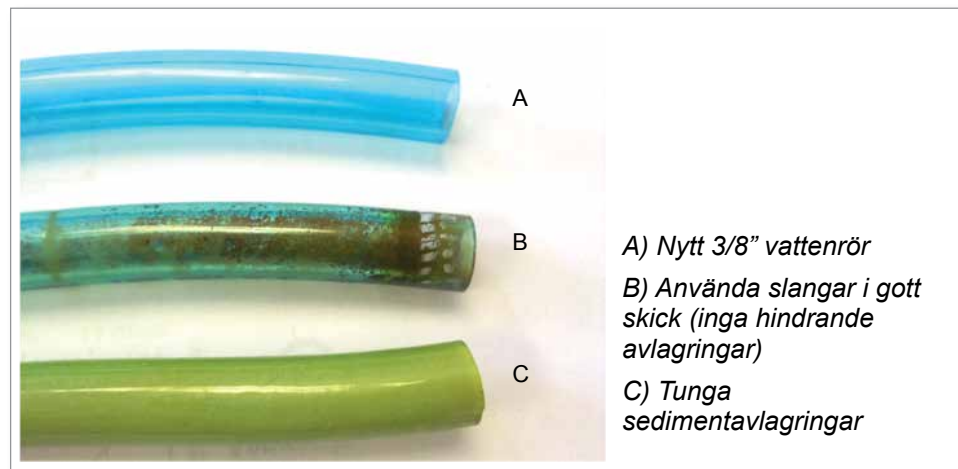 A
B
C
A) Nytt 3/8” vattenrör
B) Använda slangar i gott
skick (inga hindrande
avlagringar)
C) Tunga
sedimentavlagringar